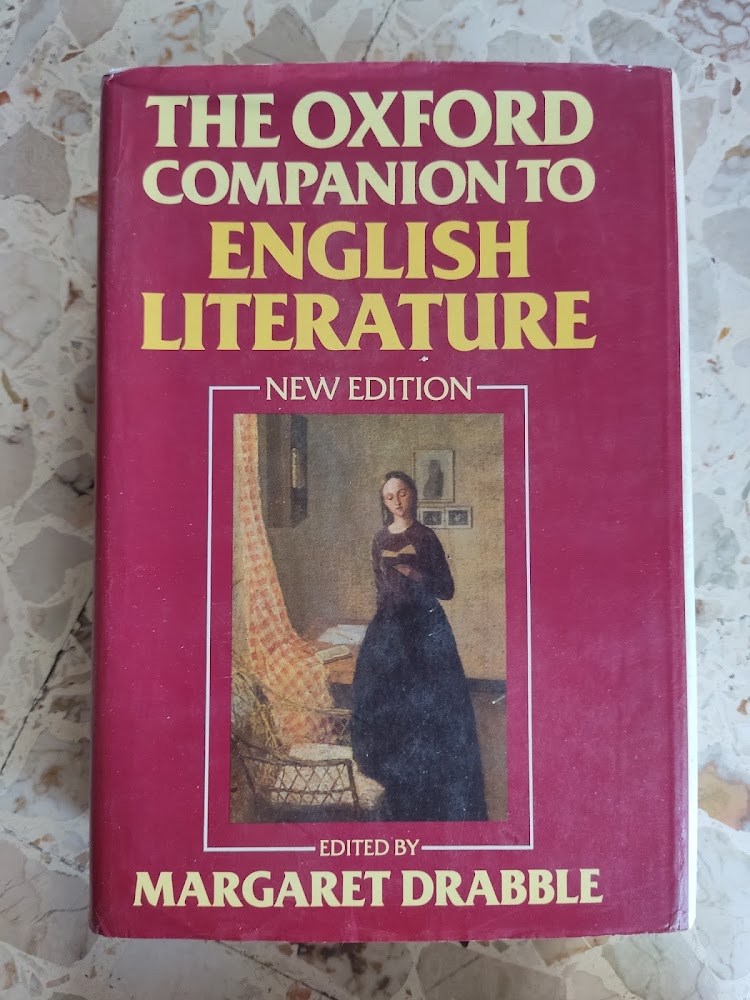 THE OXFORD
COMPANION TO
ENGLISH
LITERATURE
NEW EDITION
EDITED BY
MARGARET DRABBLE